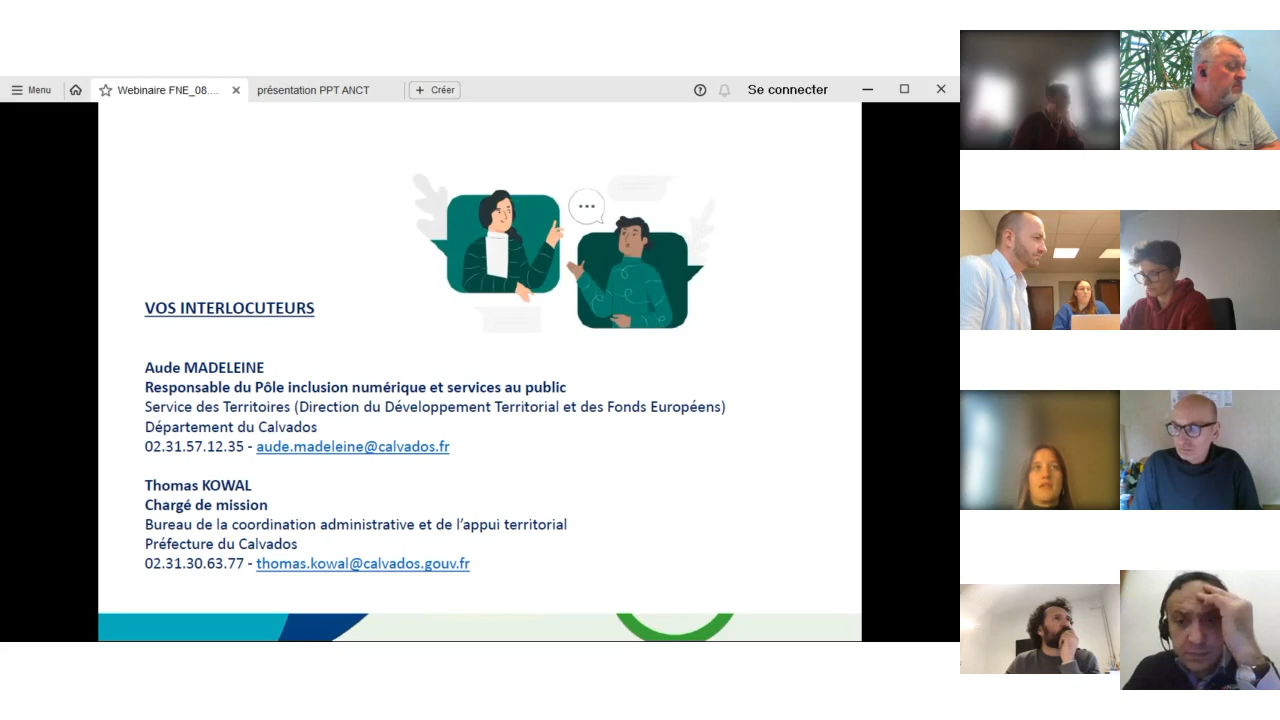 Menu
Webinaire FNE_08....
présentation PPT ANCT
Créer
Se connecter
VOS INTERLOCUTEURS
Aude MADELEINE
Responsable du Pôle inclusion numérique et services au public
Service des Territoires (Direction du Développement Territorial et des Fonds Européens)
Département du Calvados
02.31.57.12.35 - aude.madeleine@calvados.fr
Thomas KOWAL
Chargé de mission
Bureau de la coordination administrative et de l'appui territorial
Préfecture du Calvados
02.31.30.63.77 - thomas.kowal@calvados.gouv.fr